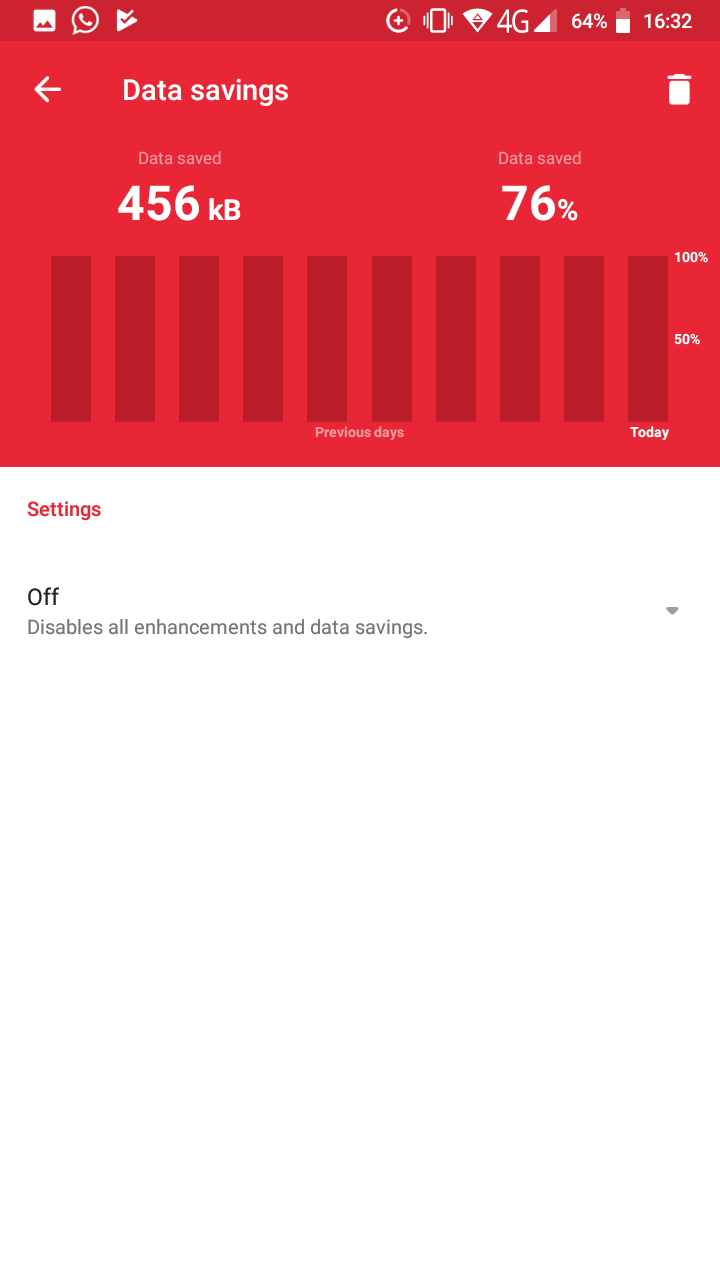 4G 64% 16:32
Data savings
Data saved Data saved
456 kB 76%
100%
50%
Previous days Today
Settings
Off
Disables all enhancements and data savings.